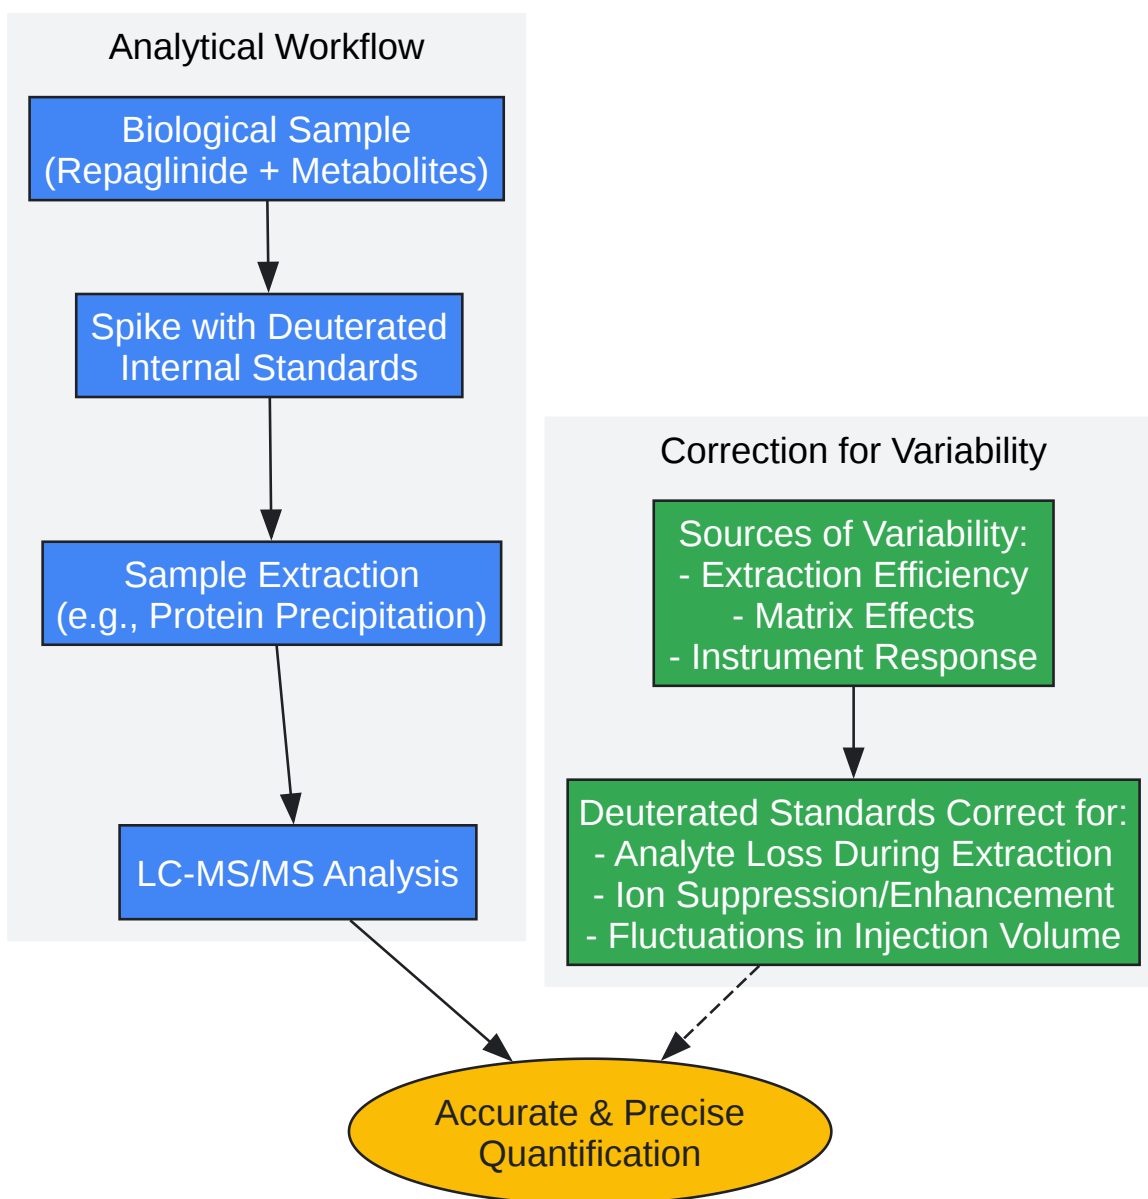 Analytical Workflow
Biological Sample
(Repaglinide + Metabolites)
Spike with Deuterated
Internal Standards
Sample Extraction
(e.g., Protein Precipitation)
LC-MS/MS Analysis
Correction for Variability
Sources of Variability:
- Extraction Efficiency
- Matrix Effects
- Instrument Response
Deuterated Standards Correct for:
- Analyte Loss During Extraction
- Ion Suppression/Enhancement
- Fluctuations in Injection Volume
Accurate & Precise
Quantification